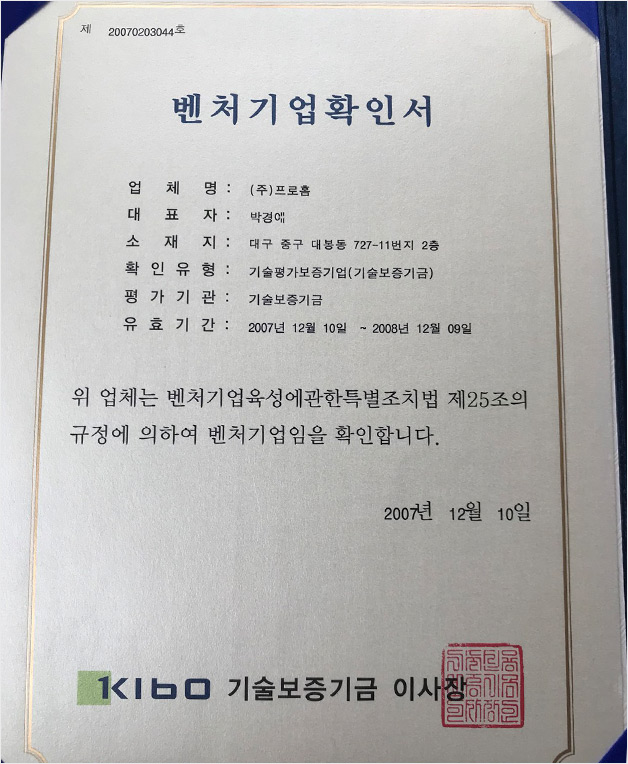 제 20070203044호
벤처기업확인서
업 체 명 : (주)프로홈
대 표 자 : 박경애
소 재 지 : 대구 중구 대봉동 727-11번지 2층
확 인 유 형 : 기술평가보증기업(기술보증기금)
평 가 기 관 : 기술보증기금
유 효 기 간 : 2007년 12월 10일 ~ 2008년 12월 09일
위 업체는 벤처기업육성에관한특별조치법 제25조의
규정에 의하여 벤처기업임을 확인합니다.
2007년 12월 10일
KIBO 기술보증기금 이사장